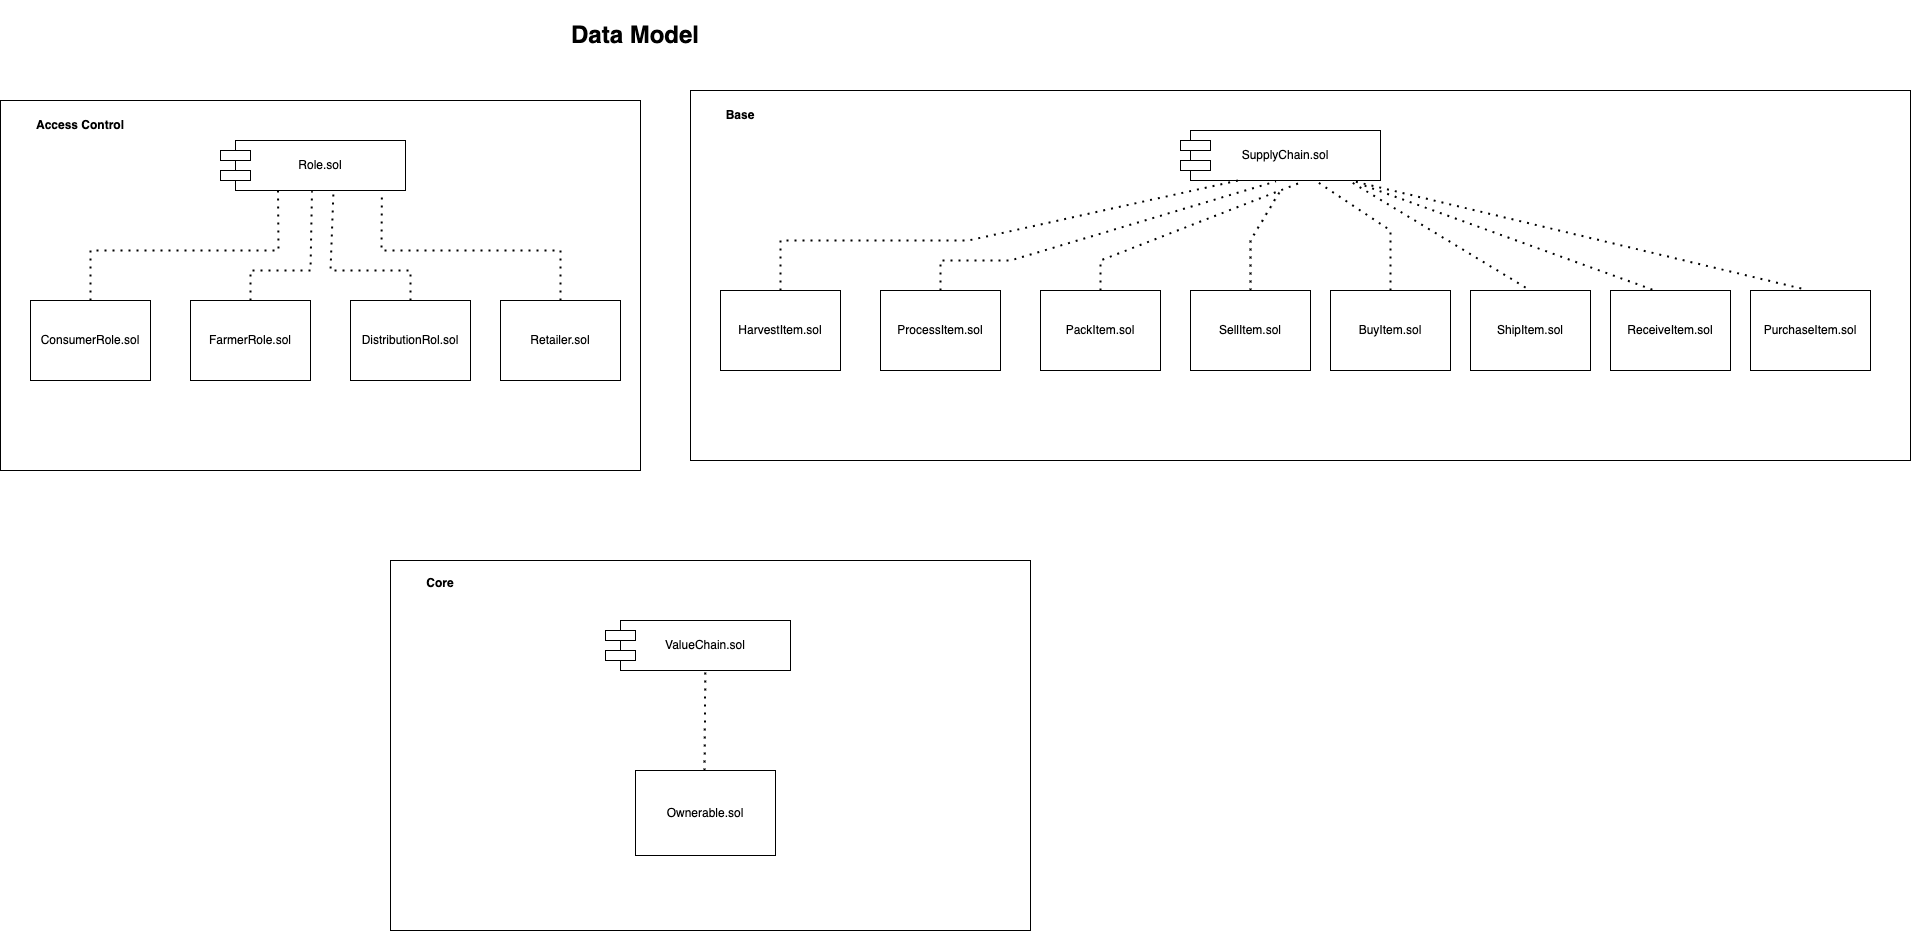 Data Model
Access Control
Role.sol
ConsumerRole.sol
FarmerRole.sol
DistributionRol.sol
Retailer.sol
Base
SupplyChain.sol
HarvestItem.sol
ProcessItem.sol
PackItem.sol
SellItem.sol
BuyItem.sol
ShipItem.sol
ReceiveItem.sol
PurchaseItem.sol
Core
ValueChain.sol
Ownerable.sol